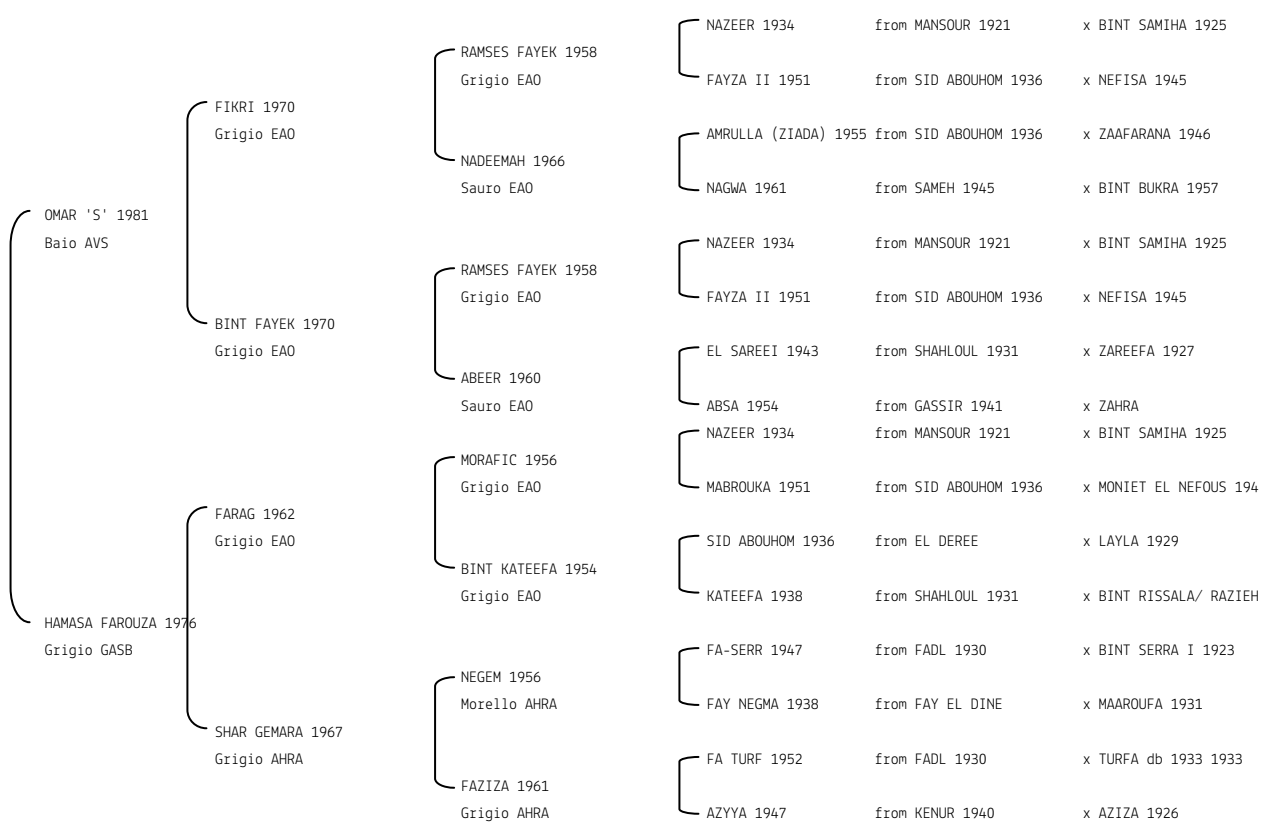 NAZEER 1934 from MANSOUR 1921 x BINT SAMIHA 1925
RAMSES FAYEK 1958
Grigio EAO
FAYZA II 1951 from SID ABOUHOM 1936 x NEFISA 1945
FIKRI 1970
Grigio EAO
AMRULLA (ZIADA) 1955 from SID ABOUHOM 1936 x ZAAFARANA 1946
NADEEMAH 1966
Sauro EAO
NAGWA 1961 from SAMEH 1945 x BINT BUKRA 1957
OMAR 'S' 1981
Baio AVS
NAZEER 1934 from MANSOUR 1921 x BINT SAMIHA 1925
RAMSES FAYEK 1958
Grigio EAO
FAYZA II 1951 from SID ABOUHOM 1936 x NEFISA 1945
BINT FAYEK 1970
Grigio EAO
EL SAREEI 1943 from SHAHLOUL 1931 x ZAREEFA 1927
ABEER 1960
Sauro EAO
ABSA 1954 from GASSIR 1941 x ZAHRA
NAZEER 1934 from MANSOUR 1921 x BINT SAMIHA 1925
MORAFIC 1956
Grigio EAO
MABROUKA 1951 from SID ABOUHOM 1936 x MONIET EL NEFOUS 194
FARAG 1962
Grigio EAO
SID ABOUHOM 1936 from EL DEREE x LAYLA 1929
BINT KATEEFA 1954
Grigio EAO
KATEEFA 1938 from SHAHLOUL 1931 x BINT RISSALA/ RAZIEH
HAMASA FAROUZA 1976
Grigio GASB
FA-SERR 1947 from FADL 1930 x BINT SERRA I 1923
NEGEM 1956
Morello AHRA
FAY NEGMA 1938 from FAY EL DINE x MAAROUFA 1931
SHAR GEMARA 1967
Grigio AHRA
FA TURF 1952 from FADL 1930 x TURFA db 1933 1933
FAZIZA 1961
Grigio AHRA
AZYYA 1947 from KENUR 1940 x AZIZA 1926